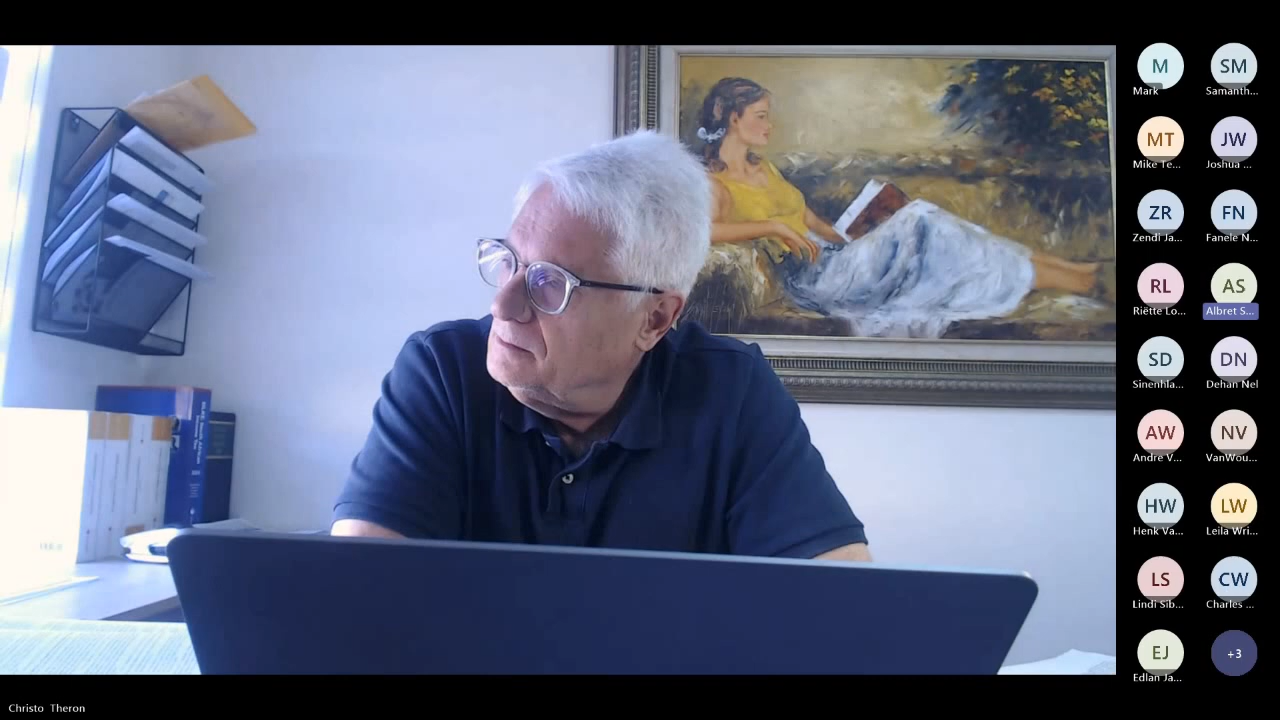 M
SM
Mark
Samanth...
MT
JW
Mike Te...
Joshua ...
ZR
FN
Zendi Ja...
Fanele N...
RL
AS
Riëtte Lo...
Albret S...
SD
DN
Sinenhla...
Dehan Nel
AW
NV
Andre V...
VanWou...
HW
LW
Henk Va...
Leila Wri...
LS
CW
Lindi Sib...
Charles ...
EJ
+3
Edlan Ja...
Christo Theron